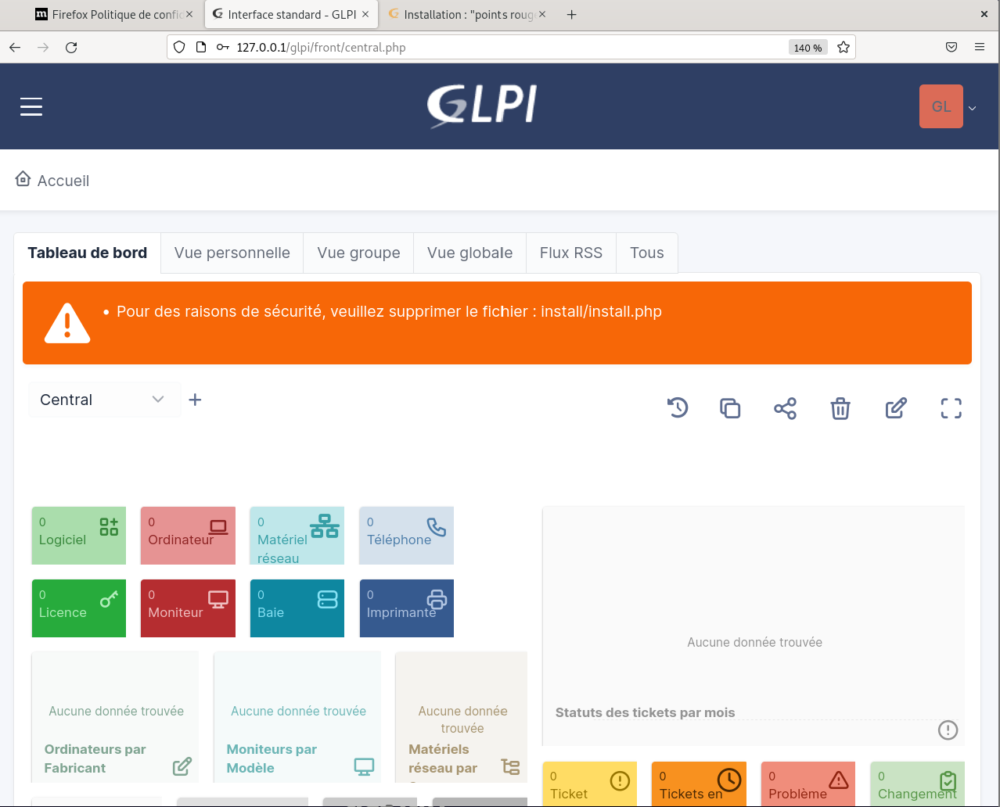 Firefox Politique de confid
Interface standard - GLPI
Installation : "points roug
127.0.0.1/glpi/front/central.php
140 %
GLPI
GL
Accueil
Tableau de bord
Vue personnelle
Vue groupe
Vue globale
Flux RSS
Tous
Pour des raisons de sécurité, veuillez supprimer le fichier : install/install.php
Central
0
Logiciel
0
Ordinateur
0
Matériel
réseau
0
Téléphone
0
Licence
0
Moniteur
0
Baie
0
Imprimante
Aucune donnée trouvée
Statuts des tickets par mois
Aucune donnée trouvée
Ordinateurs par
Fabricant
Aucune donnée trouvée
Moniteurs par
Modèle
Aucune donnée
trouvée
Matériels
réseau par
0
Ticket
0
Tickets en
0
Problème
0
Changement